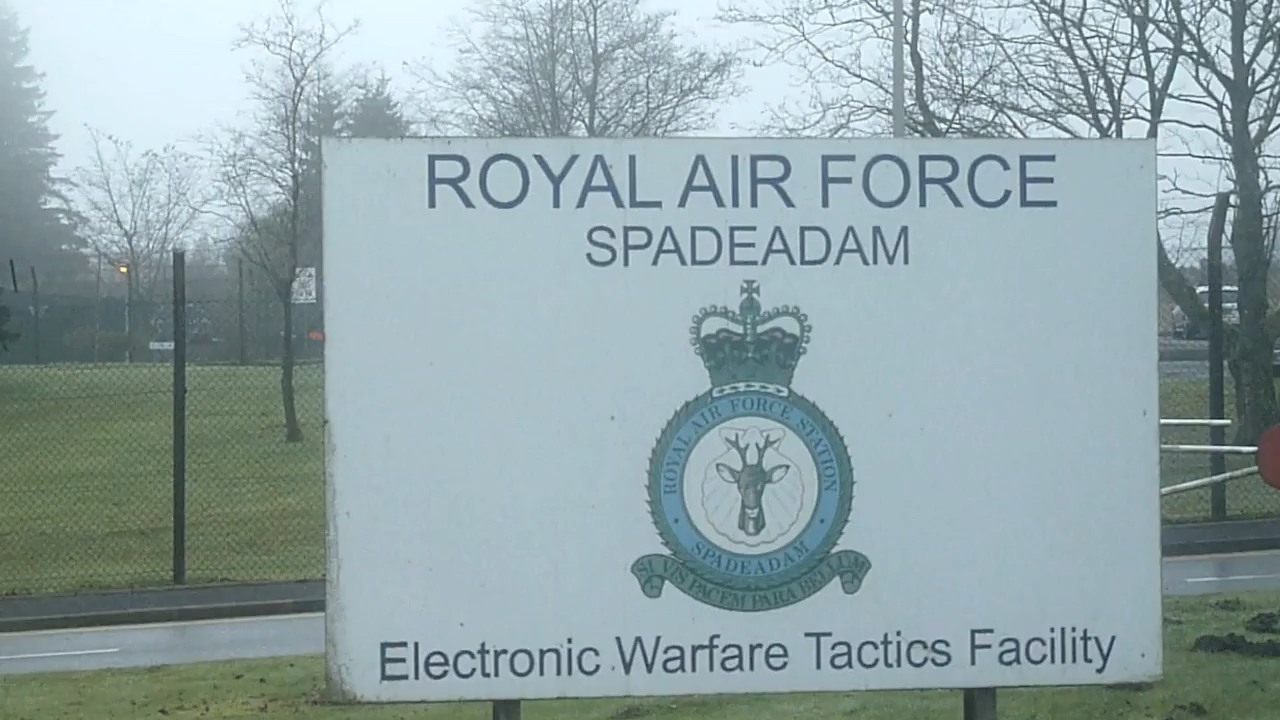 ROYAL AIR FORCE
SPADEADAM
ROYAL AIR FORCE STATION
SPADEADAM
SI VIS PACEM PARA BELLUM
Electronic Warfare Tactics Facility